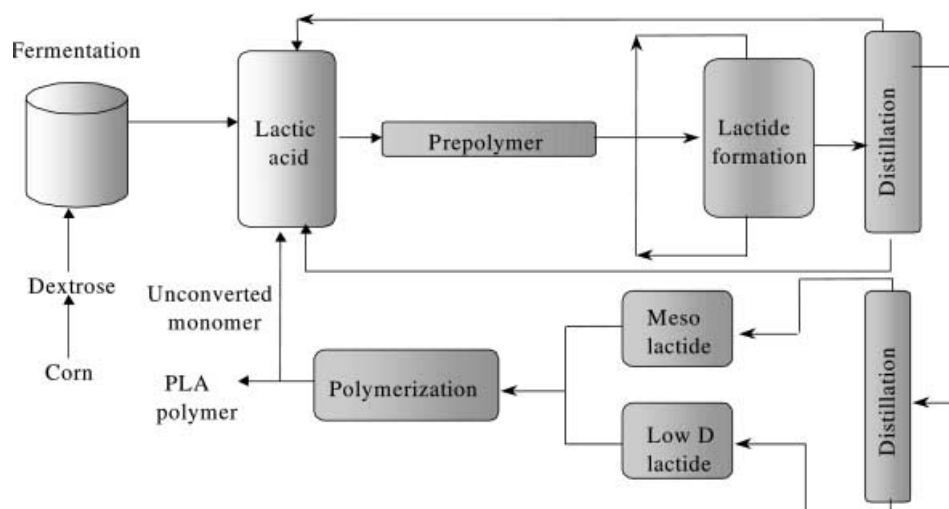 Fermentation
Lactic
acid
Prepolymer
Lactide
formation
Distillation
Dextrose
Corn
Unconverted
monomer
PLA
polymer
Polymerization
Meso
lactide
Low D
lactide
Distillation